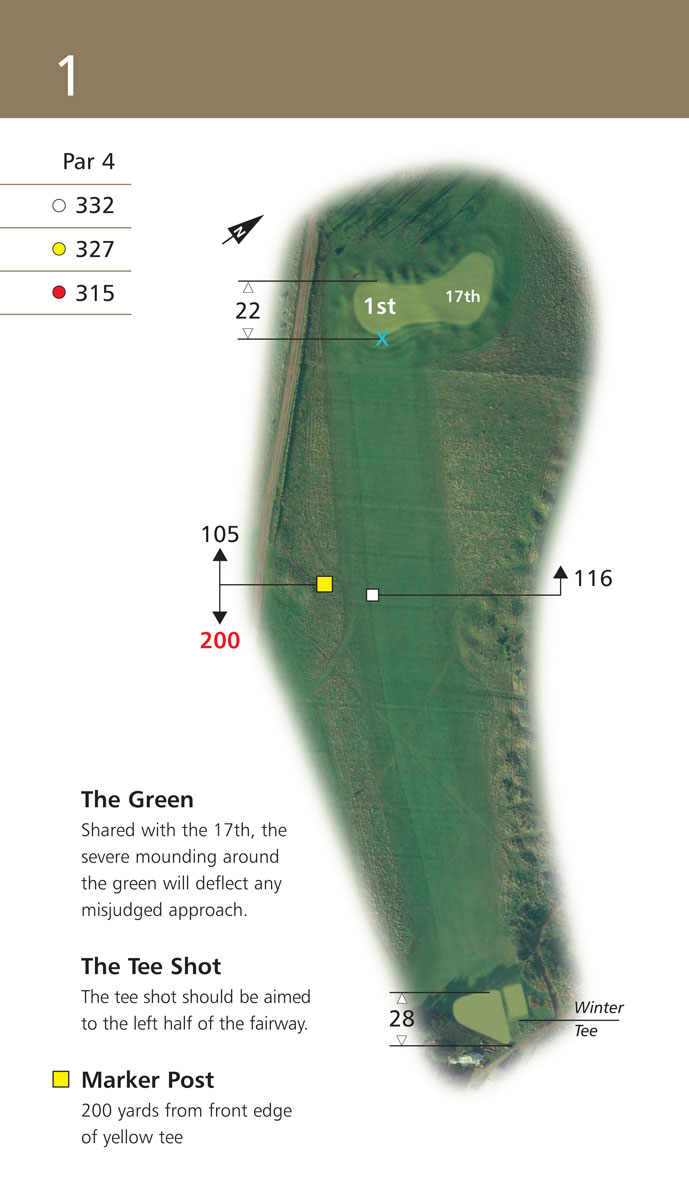 1
Par 4
332
327
315
N
22
1st
17th
X
105
200
116
The Green
Shared with the 17th, the
severe mounding around
the green will deflect any
misjudged approach.
The Tee Shot
The tee shot should be aimed
to the left half of the fairway.
28
Winter
Tee
Marker Post
200 yards from front edge
of yellow tee